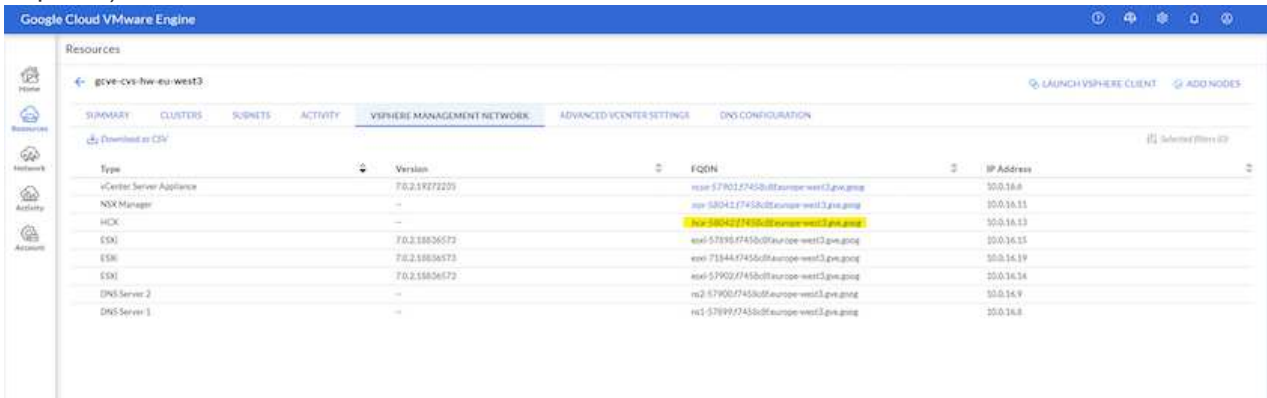 Google Cloud VMware Engine
Resources
gcve-cvs-hw-eu-west3
LAUNCH VSPHERE CLIENT ADD NODES
Home
Resources
Network
Activity
Account
SUMMARY CLUSTERS SUBNETS ACTIVITY VSPHERE MANAGEMENT NETWORK ADVANCED VCENTER SETTINGS DNS CONFIGURATION
Download as CSV Selected filters (0)
Type Version FQDN IP Address
vCenter Server Appliance 7.0.2.19272235 10.0.16.6
NSX Manager -- 10.0.16.11
HCX -- 10.0.16.13
ESXi 7.0.2.18836573 10.0.16.15
ESXi 7.0.2.18836573 10.0.16.19
ESXi 7.0.2.18836573 10.0.16.14
DNS Server 2 -- 10.0.16.9
DNS Server 1 -- 10.0.16.8